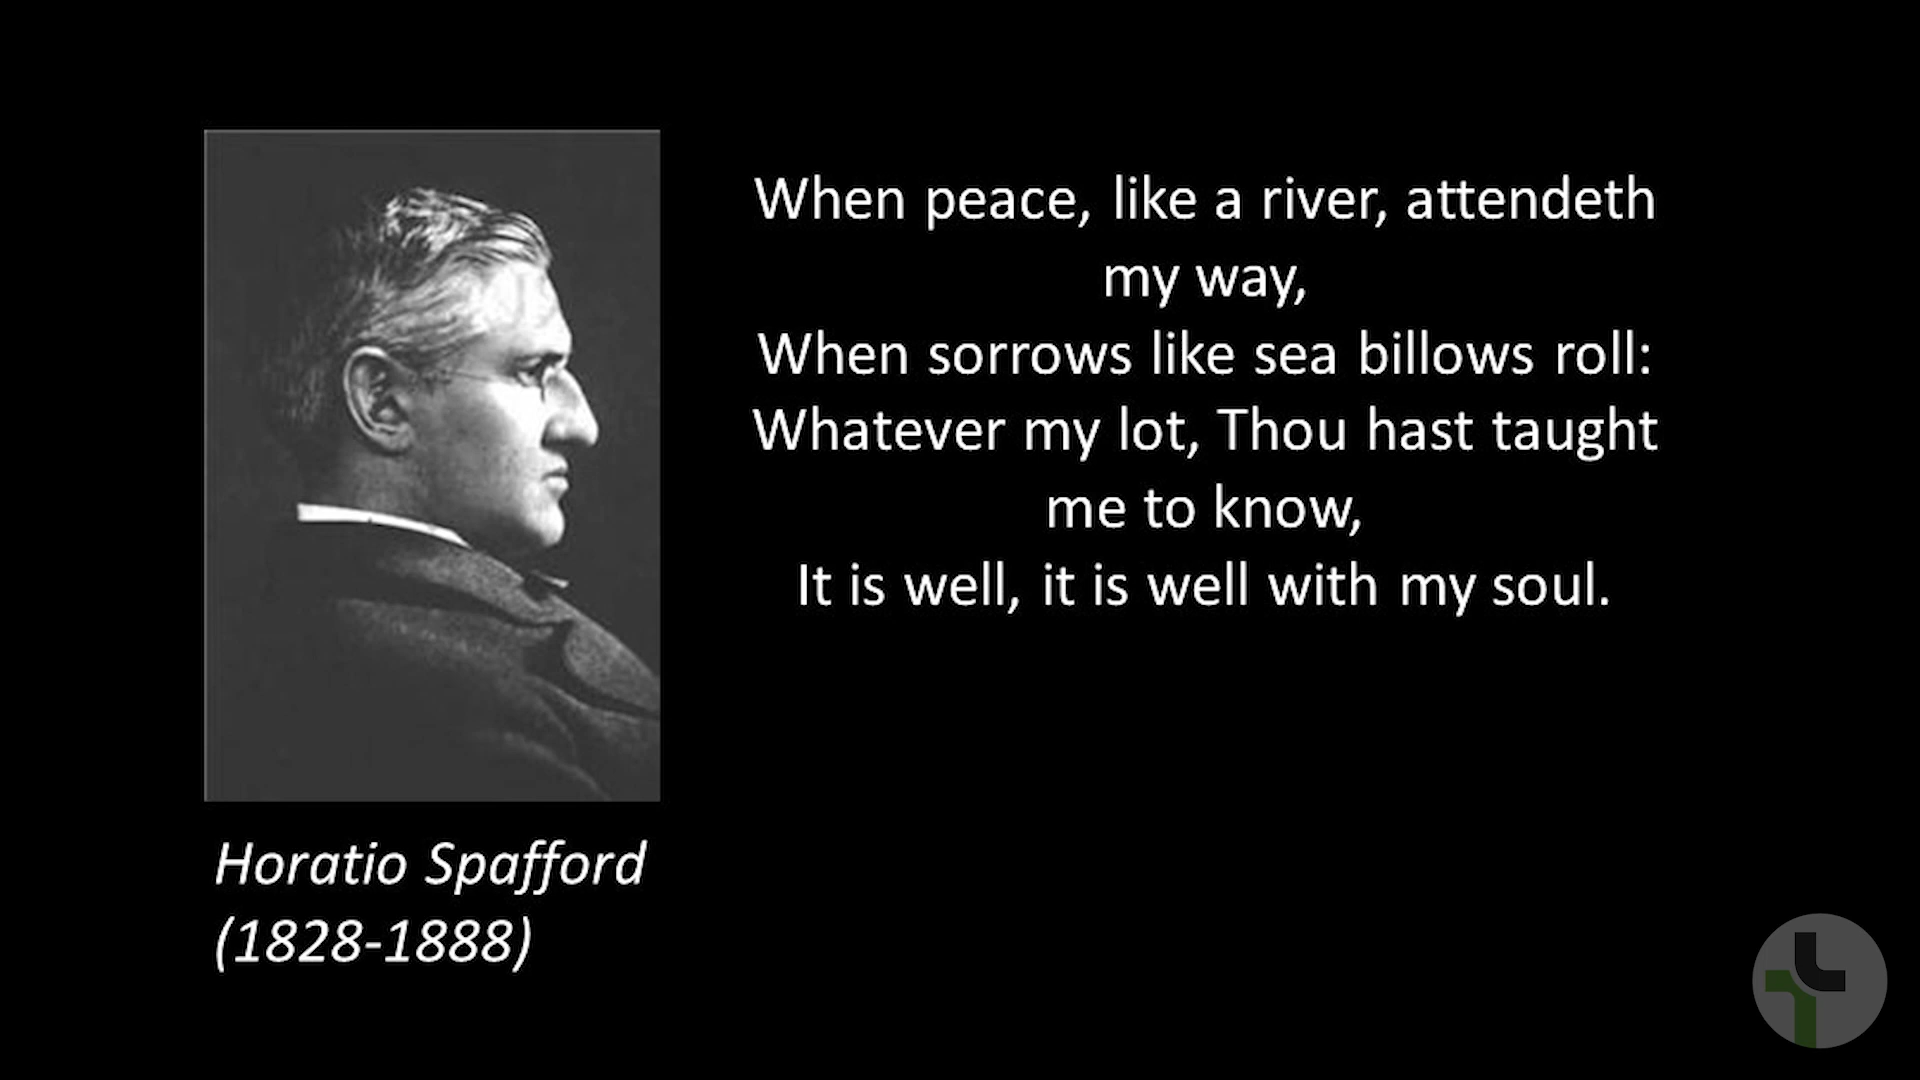 When peace, like a river, attendeth
my way,
When sorrows like sea billows roll:
Whatever my lot, Thou hast taught
me to know,
It is well, it is well with my soul.
Horatio Spafford
(1828-1888)